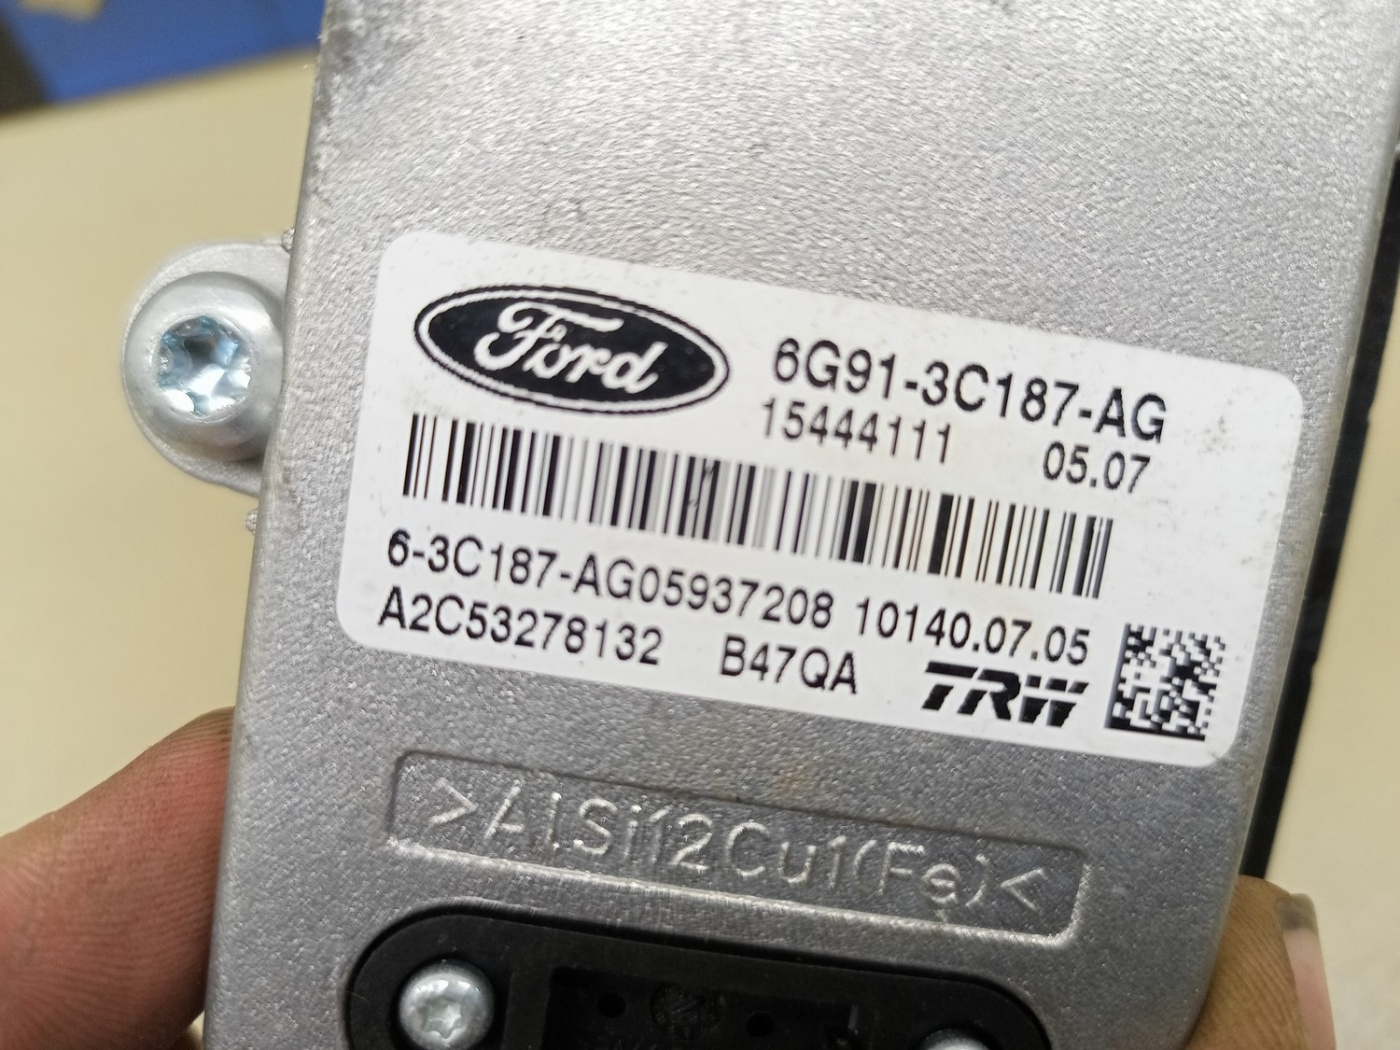 Ford
6G91-3C187-AG
15444111 05.07
6-3C187-AG05937208 10140.07.05
A2C53278132 B47QA TRW
>AlSi12Cu1(Fe)<